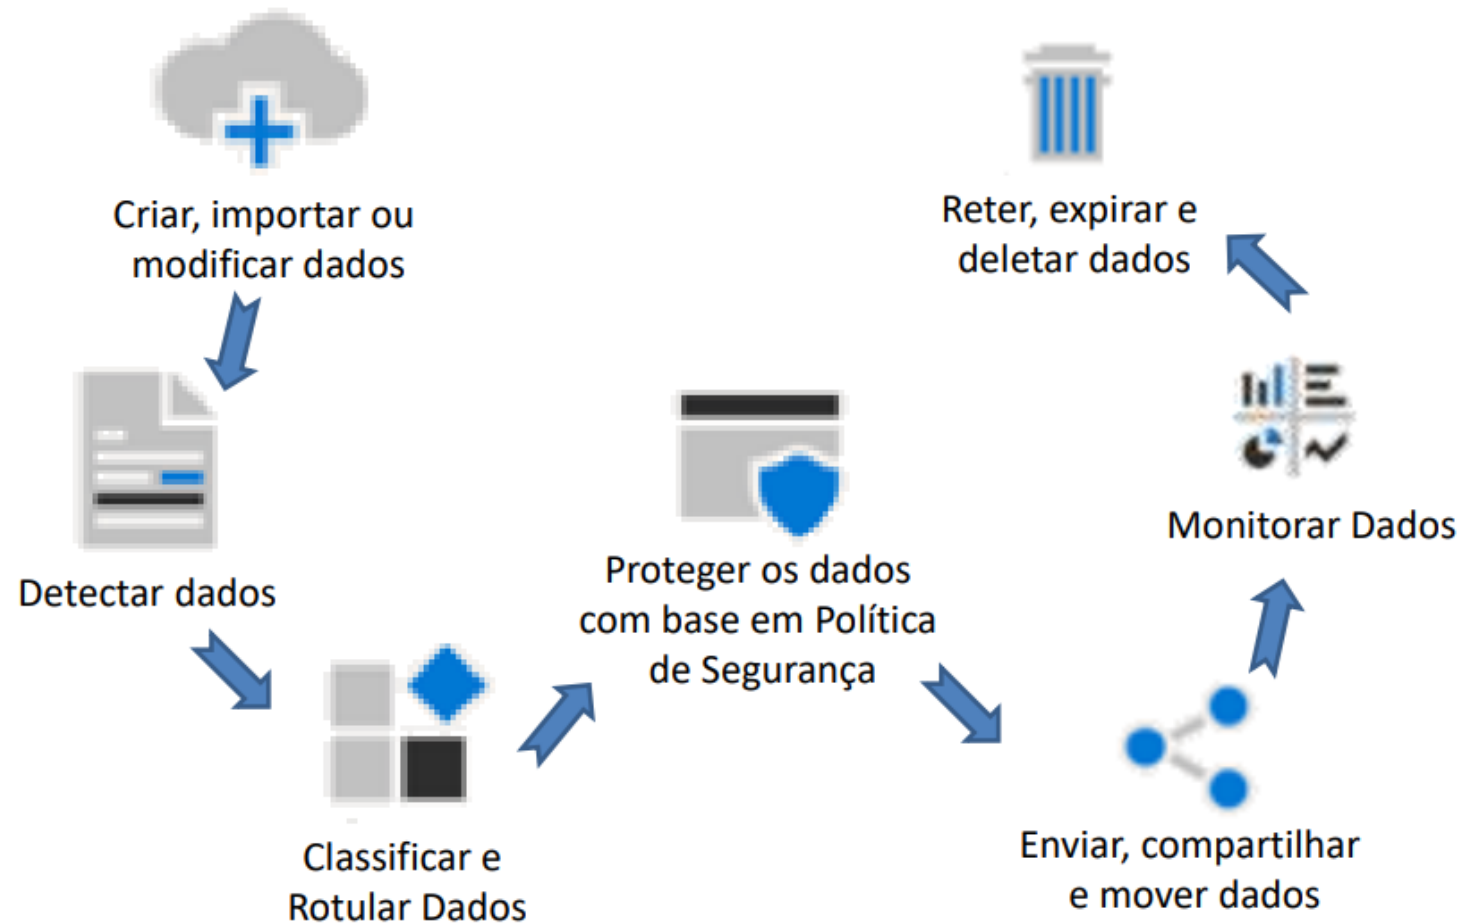 Criar, importar ou
modificar dados
Detectar dados
Classificar e
Rotular Dados
Proteger os dados
com base em Política
de Segurança
Enviar, compartilhar
e mover dados
Monitorar Dados
Reter, expirar e
deletar dados